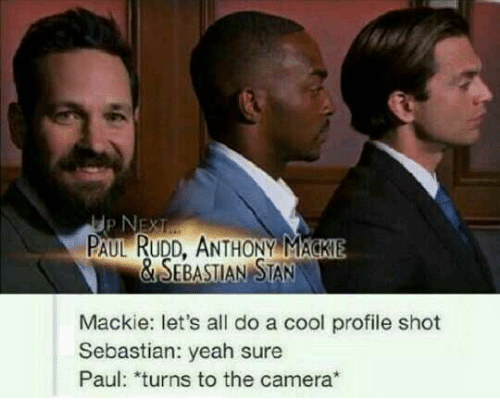 Up Next...
Paul Rudd, Anthony Mackie
& Sebastian Stan
Mackie: let's all do a cool profile shot
Sebastian: yeah sure
Paul: *turns to the camera*